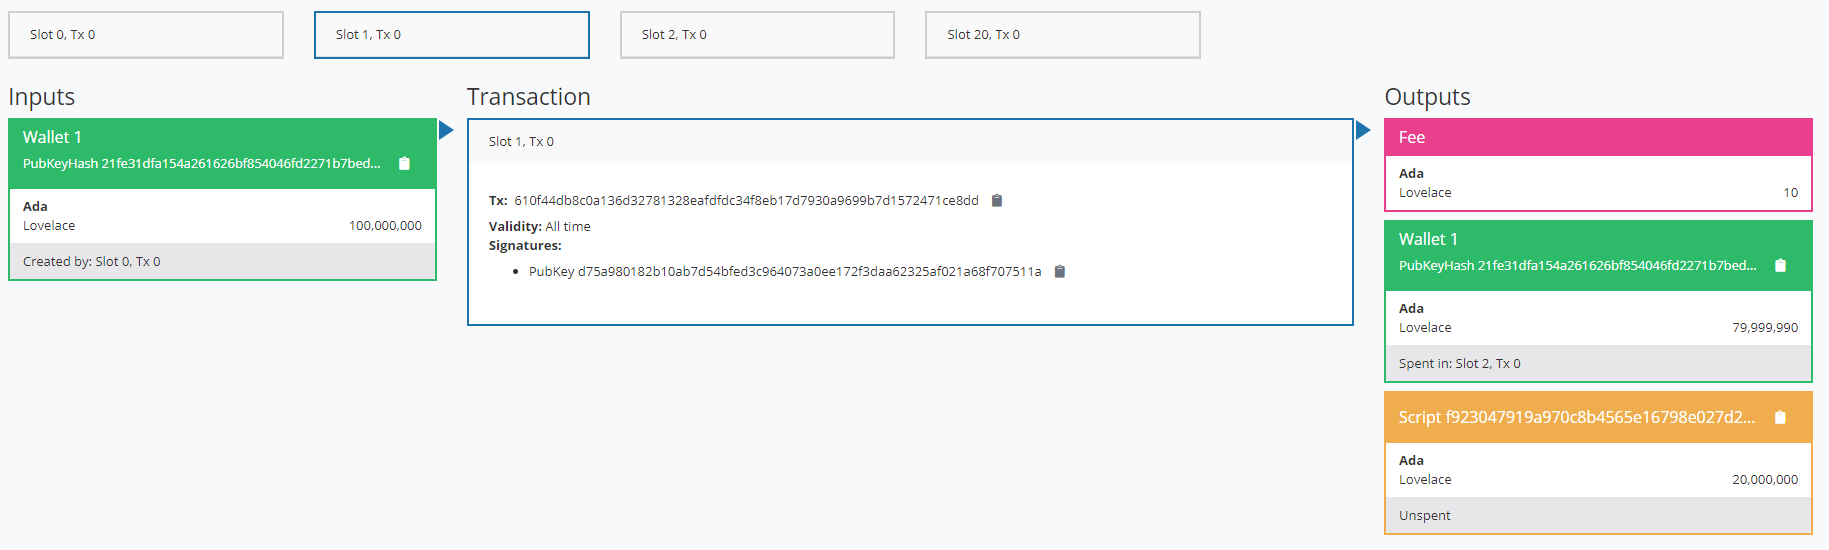 Slot 0, Tx 0
Slot 1, Tx 0
Slot 2, Tx 0
Slot 20, Tx 0
Inputs
Wallet 1
PubKeyHash 21fe31dfa154a261626bf854046fd2271b7bed...
Ada
Lovelace 100,000,000
Created by: Slot 0, Tx 0
Transaction
Slot 1, Tx 0
Tx: 610f44db8c0a136d32781328eafdfdc34f8eb17d7930a9699b7d1572471ce8dd
Validity: All time
Signatures:
• PubKey d75a980182b10ab7d54bfed3c964073a0ee172f3daa62325af021a68f707511a
Outputs
Fee
Ada
Lovelace 10
Wallet 1
PubKeyHash 21fe31dfa154a261626bf854046fd2271b7bed...
Ada
Lovelace 79,999,990
Spent in: Slot 2, Tx 0
Script f923047919a970c8b4565e16798e027d2...
Ada
Lovelace 20,000,000
Unspent